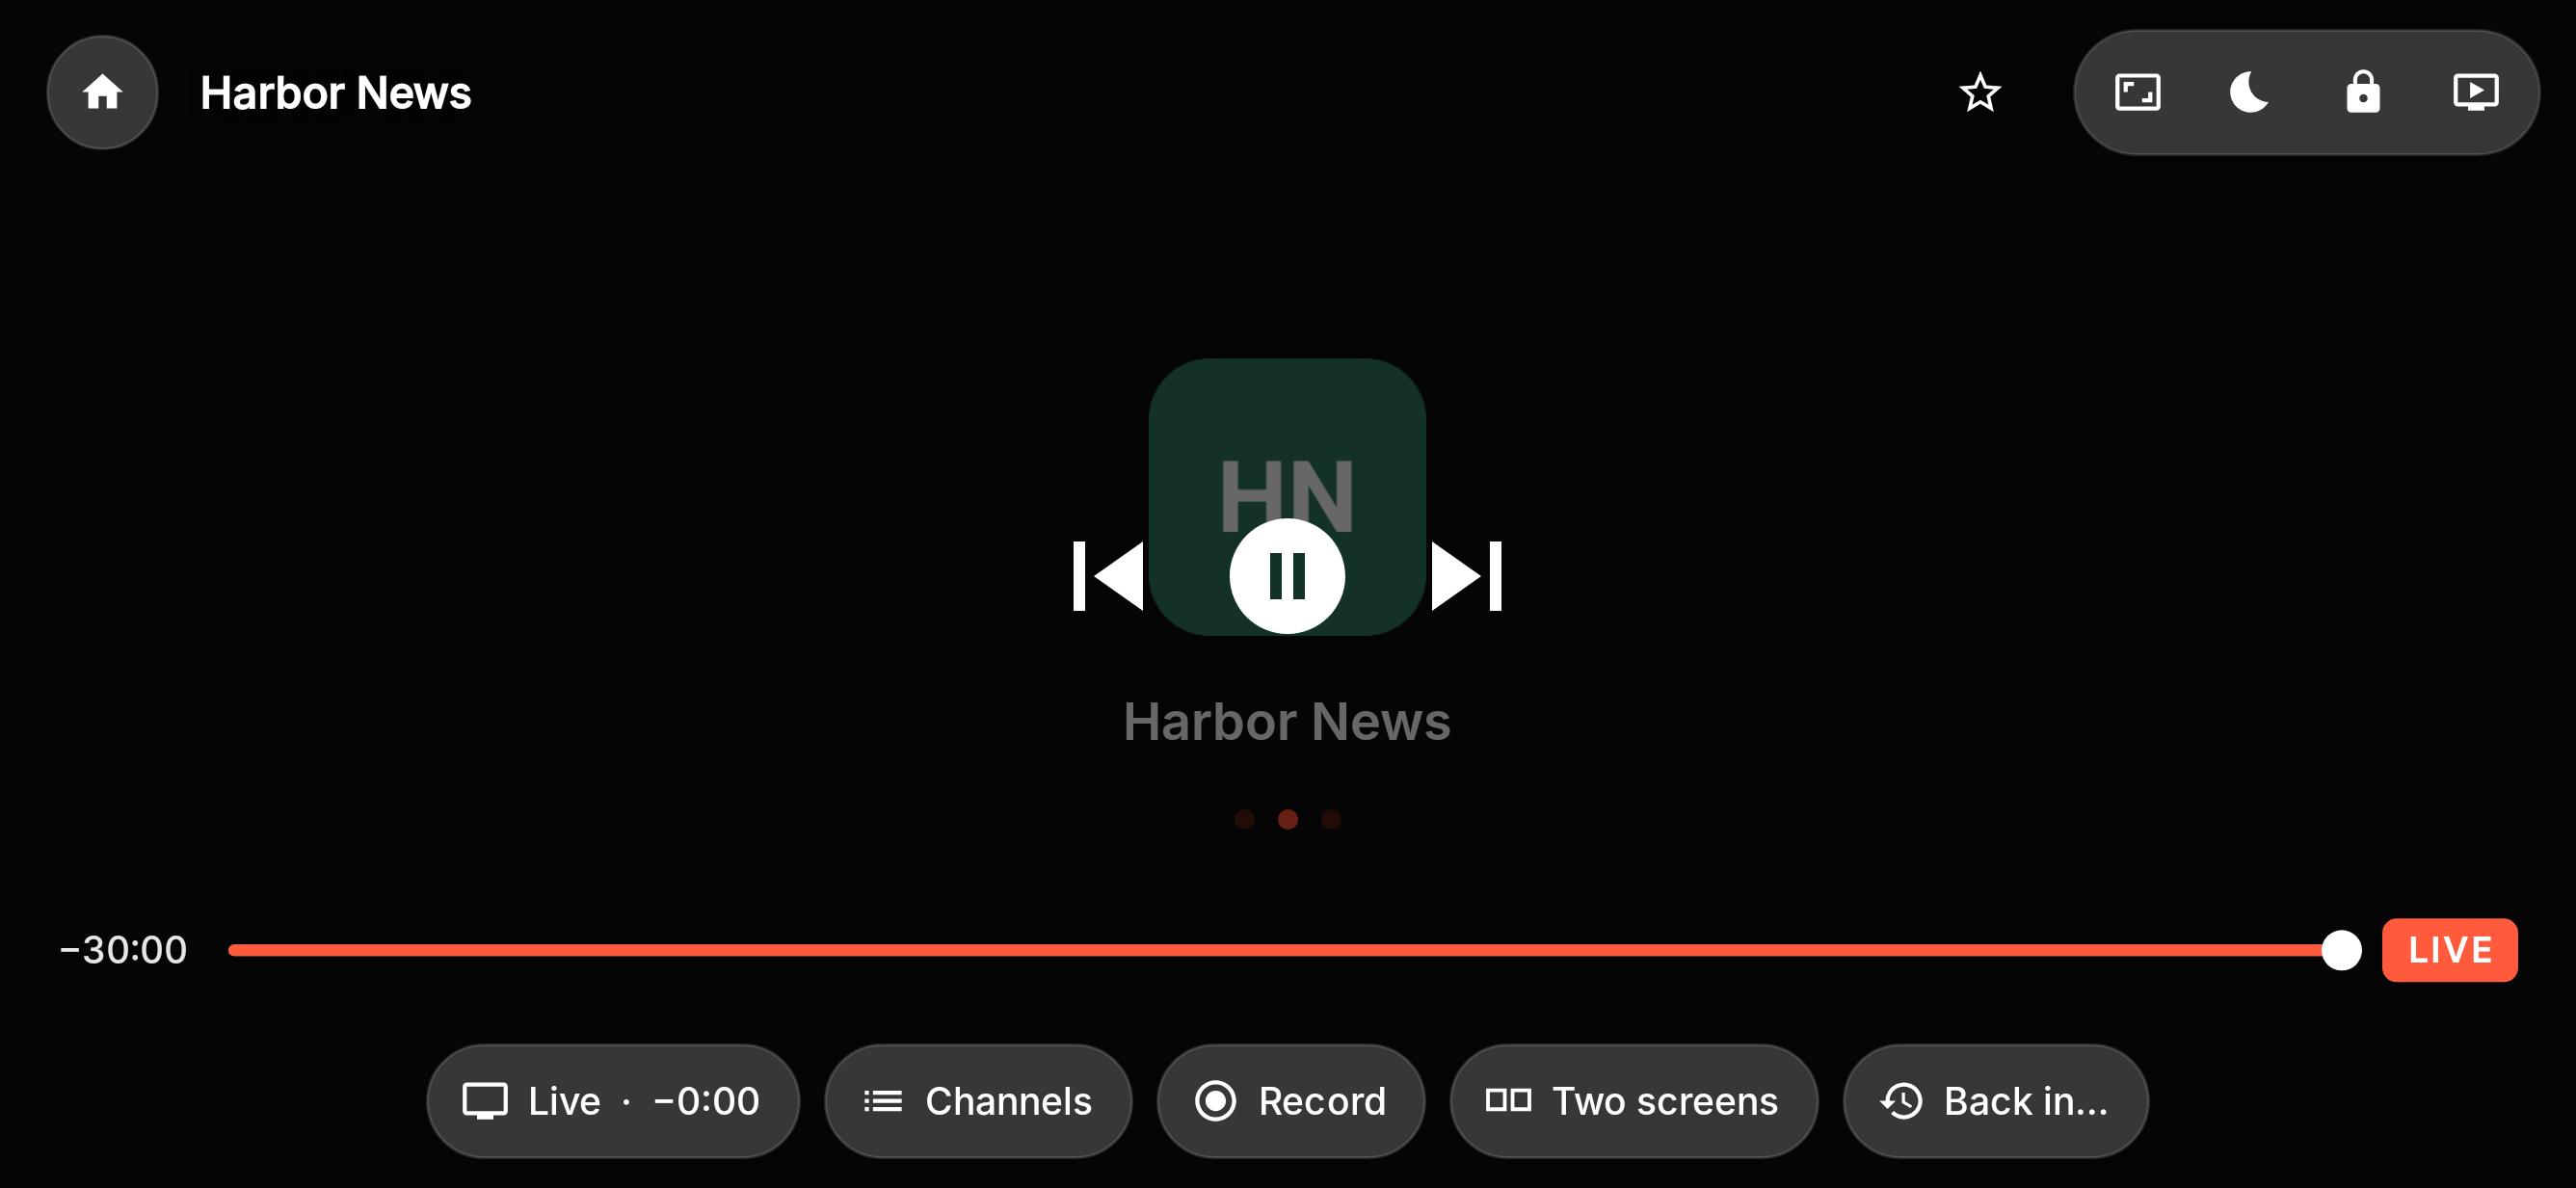 Harbor News
HN
Harbor News
−30:00 LIVE
Live · −0:00 Channels Record Two screens Back in...